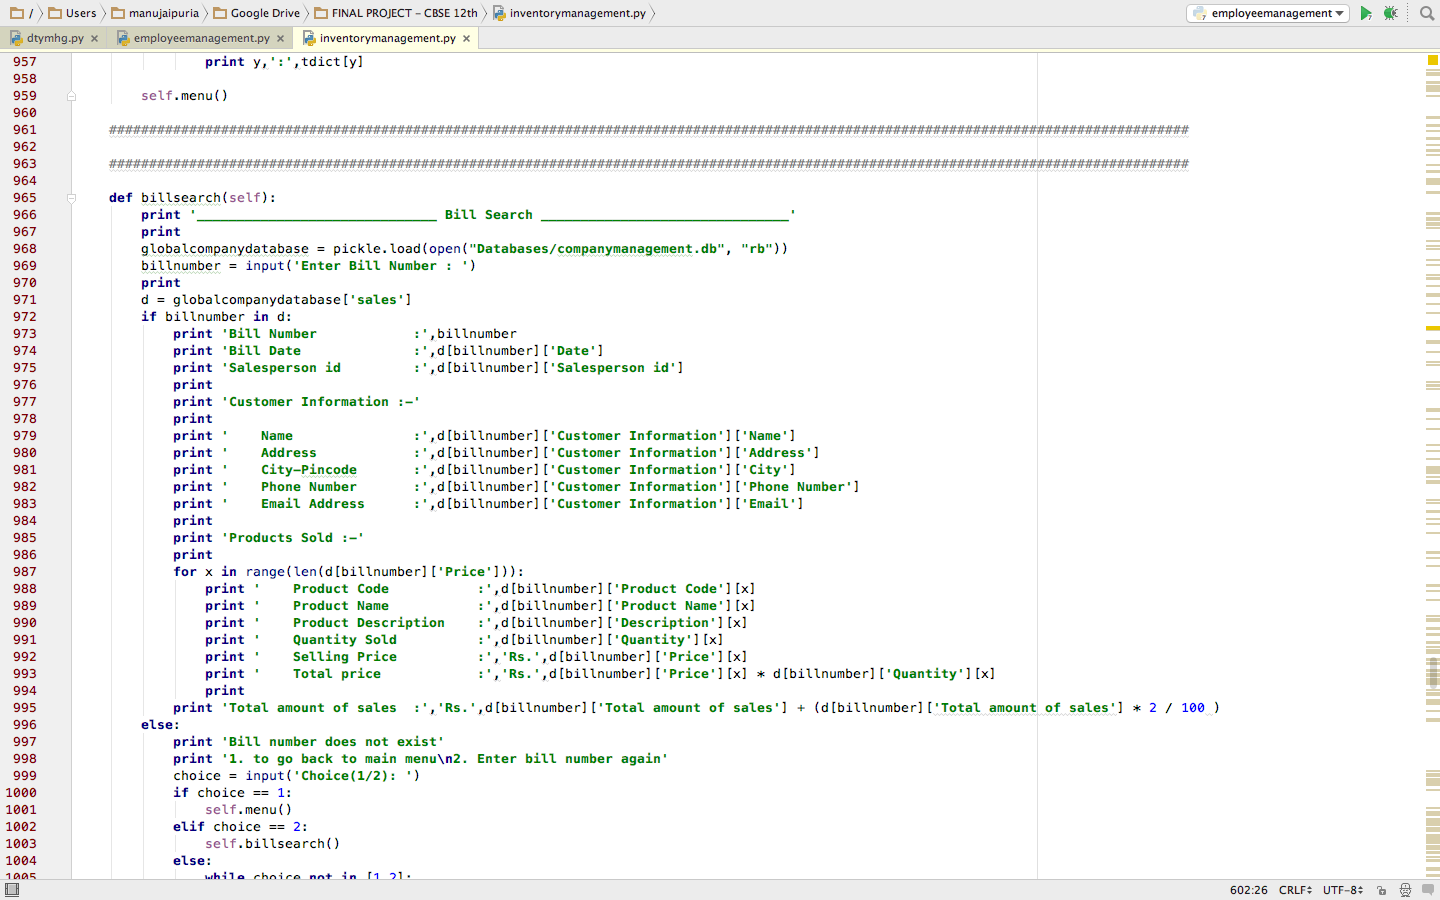 / Users manujaipuria Google Drive FINAL PROJECT – CBSE 12th inventorymanagement.py employeemanagement
dtymhg.py × employeemanagement.py × inventorymanagement.py ×
957 print y,':',tdict[y]
958
959 self.menu()
960
961 #######################################################################################################################################
962
963 #######################################################################################################################################
964
965 def billsearch(self):
966 print '______________________________ Bill Search _______________________________'
967 print
968 globalcompanydatabase = pickle.load(open("Databases/companymanagement.db", "rb"))
969 billnumber = input('Enter Bill Number : ')
970 print
971 d = globalcompanydatabase['sales']
972 if billnumber in d:
973 print 'Bill Number            :',billnumber
974 print 'Bill Date              :',d[billnumber]['Date']
975 print 'Salesperson id         :',d[billnumber]['Salesperson id']
976 print
977 print 'Customer Information :-'
978 print
979 print '    Name               :',d[billnumber]['Customer Information']['Name']
980 print '    Address            :',d[billnumber]['Customer Information']['Address']
981 print '    City-Pincode       :',d[billnumber]['Customer Information']['City']
982 print '    Phone Number       :',d[billnumber]['Customer Information']['Phone Number']
983 print '    Email Address      :',d[billnumber]['Customer Information']['Email']
984 print
985 print 'Products Sold :-'
986 print
987 for x in range(len(d[billnumber]['Price'])):
988 print '    Product Code           :',d[billnumber]['Product Code'][x]
989 print '    Product Name           :',d[billnumber]['Product Name'][x]
990 print '    Product Description    :',d[billnumber]['Description'][x]
991 print '    Quantity Sold          :',d[billnumber]['Quantity'][x]
992 print '    Selling Price          :','Rs.',d[billnumber]['Price'][x]
993 print '    Total price            :','Rs.',d[billnumber]['Price'][x] * d[billnumber]['Quantity'][x]
994 print
995 print 'Total amount of sales  :','Rs.',d[billnumber]['Total amount of sales'] + (d[billnumber]['Total amount of sales'] * 2 / 100 )
996 else:
997 print 'Bill number does not exist'
998 print '1. to go back to main menu\n2. Enter bill number again'
999 choice = input('Choice(1/2): ')
1000 if choice == 1:
1001 self.menu()
1002 elif choice == 2:
1003 self.billsearch()
1004 else:
1005 while choice not in [1,2]:
602:26 CRLF UTF-8